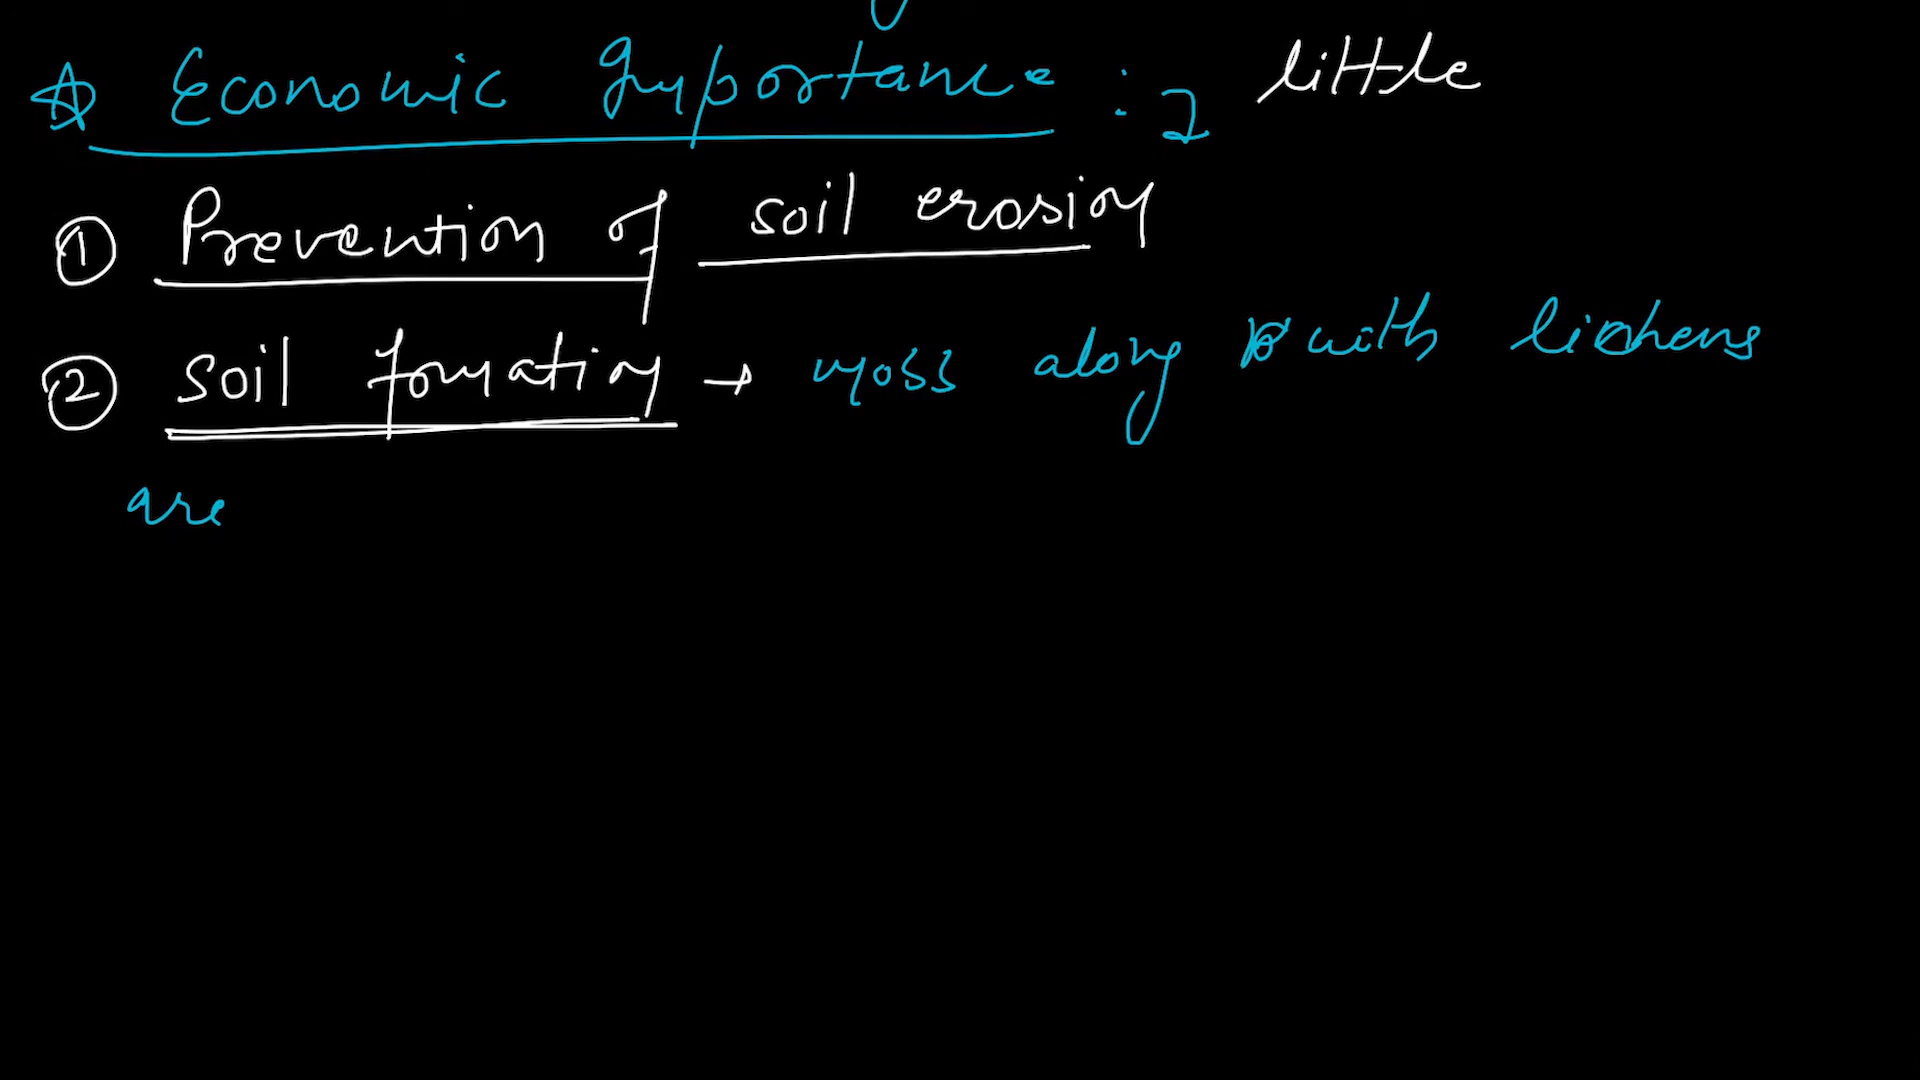 ☆ Economic Importance :- little
① Prevention of soil erosion
② soil formation → moss along with lichens
are